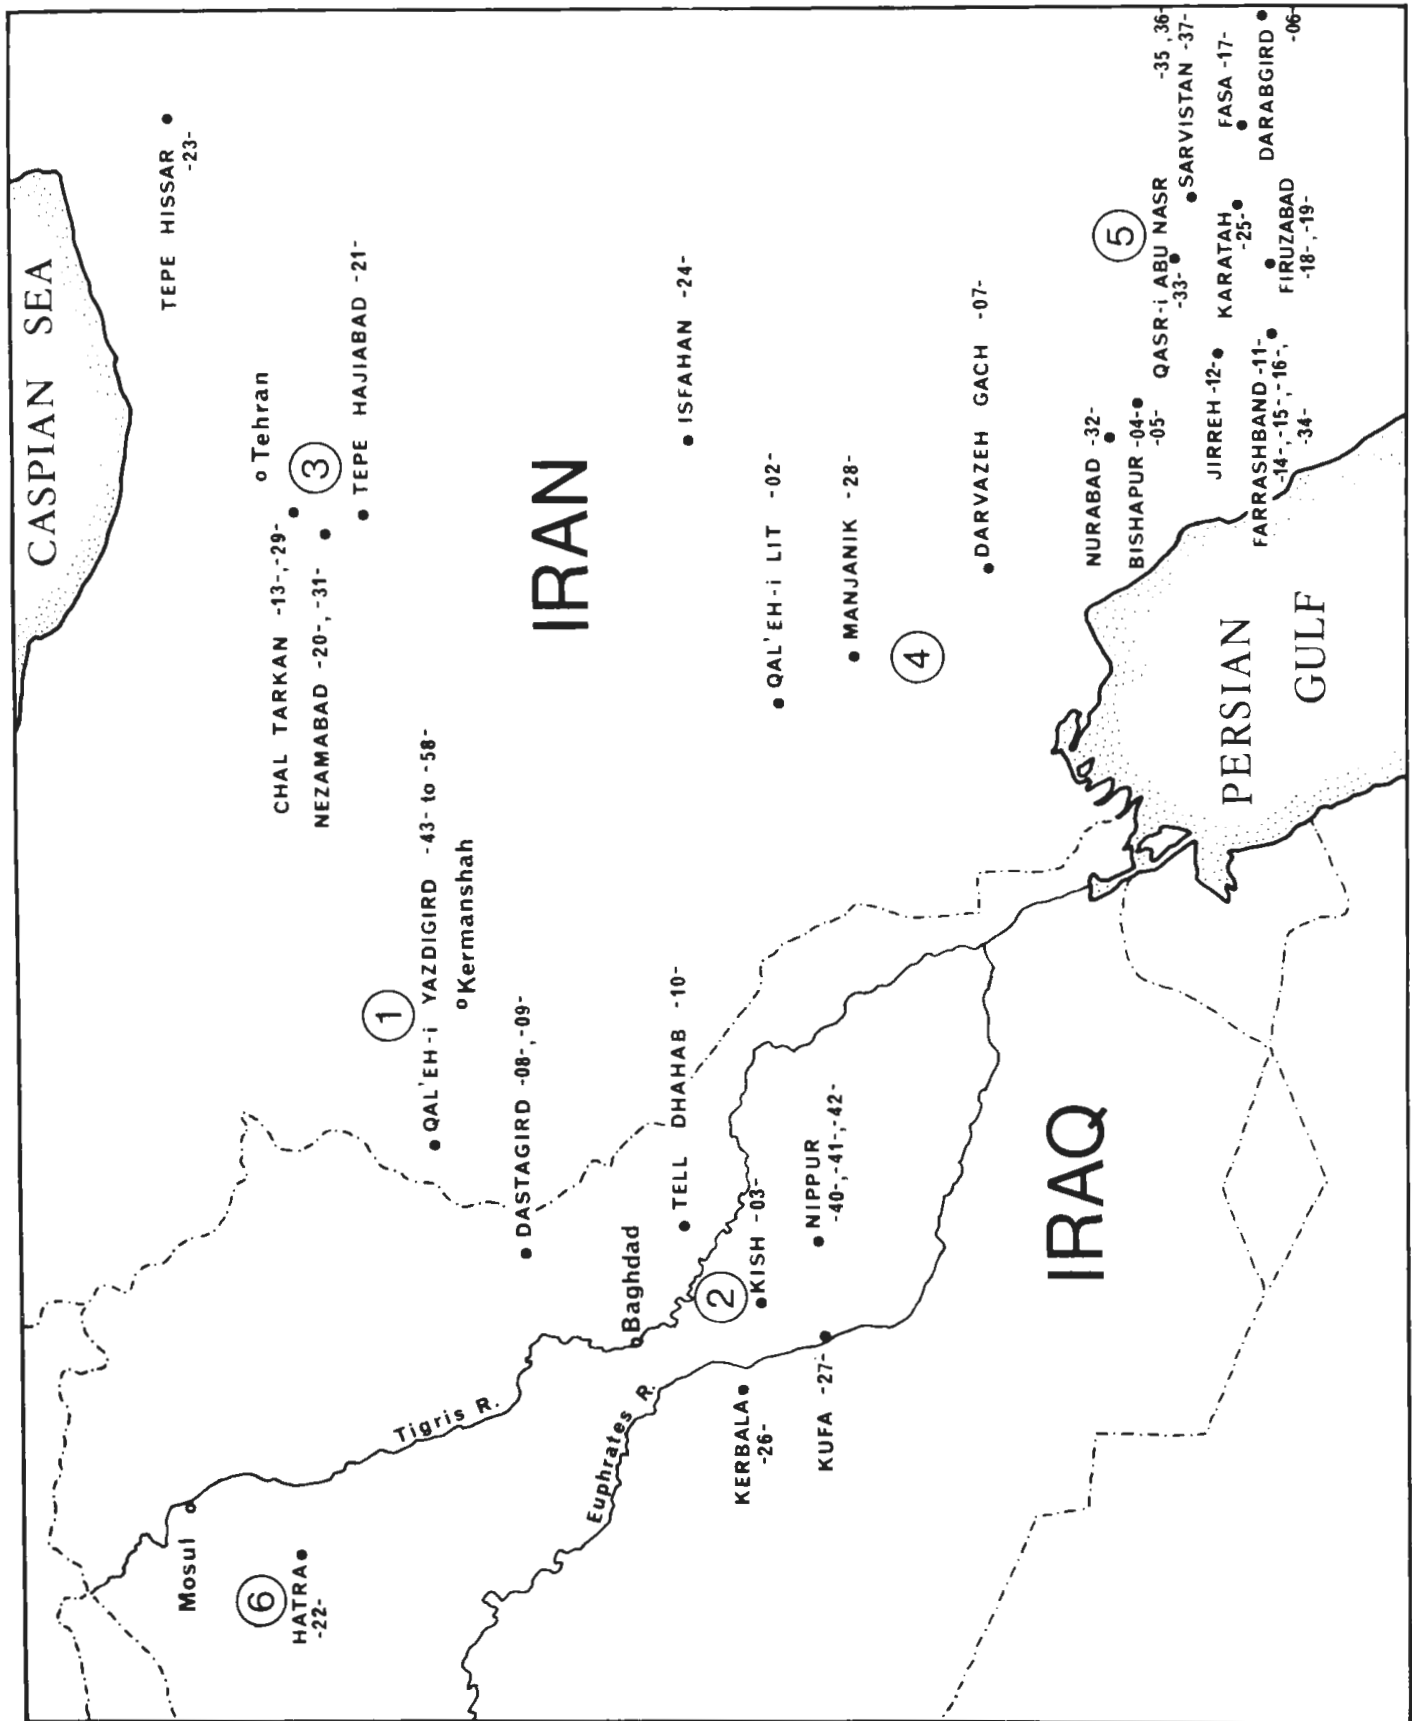 CASPIAN SEA
TEPE HISSAR
-23-
Tehran
3
CHAL TARKAN -13-,-29-
NEZAMABAD -20-,-31-
TEPE HAJIABAD -21-
Mosul
6
HATRA
-22-
Tigris R.
1
QAL'EH-i YAZDIGIRD -43- to -58-
Kermanshah
DASTAGIRD -08-,-09-
IRAN
ISFAHAN -24-
Baghdad
Euphrates R.
TELL DHAHAB -10-
2
KISH -03-
QAL'EH-i LIT -02-
KERBALA
-26-
NIPPUR
-40-,-41-,-42-
KUFA -27-
MANJANIK -28-
4
DARVAZEH GACH -07-
IRAQ
NURABAD -32-
BISHAPUR -04-
-05-
5
QASR-i ABU NASR
-33-
-35 ,36-
SARVISTAN -37-
JIRREH -12-
KARATAH
-25-
FASA -17-
PERSIAN
GULF
FARRASHBAND -11-
-14-,-15-,-16-,
-34-
FIRUZABAD
-18-,-19-
DARABGIRD
-06-